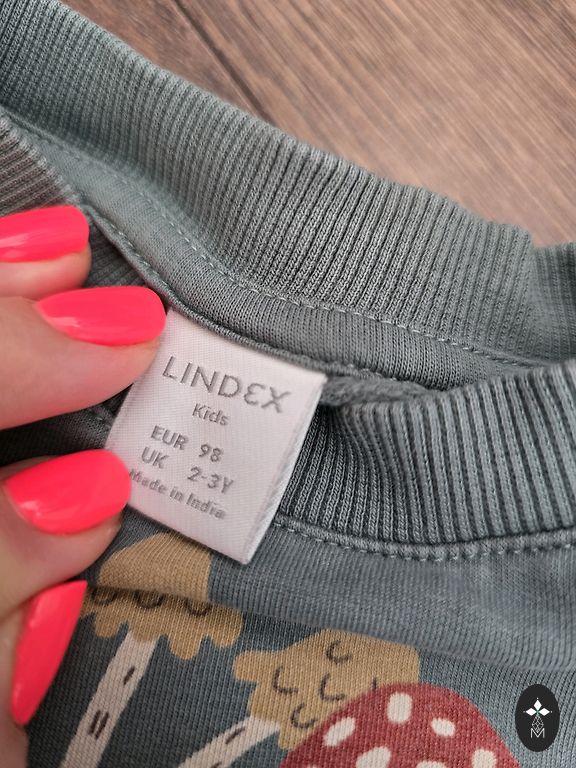 LINDEX
Kids
EUR 98
UK 2-3Y
Made in India
M